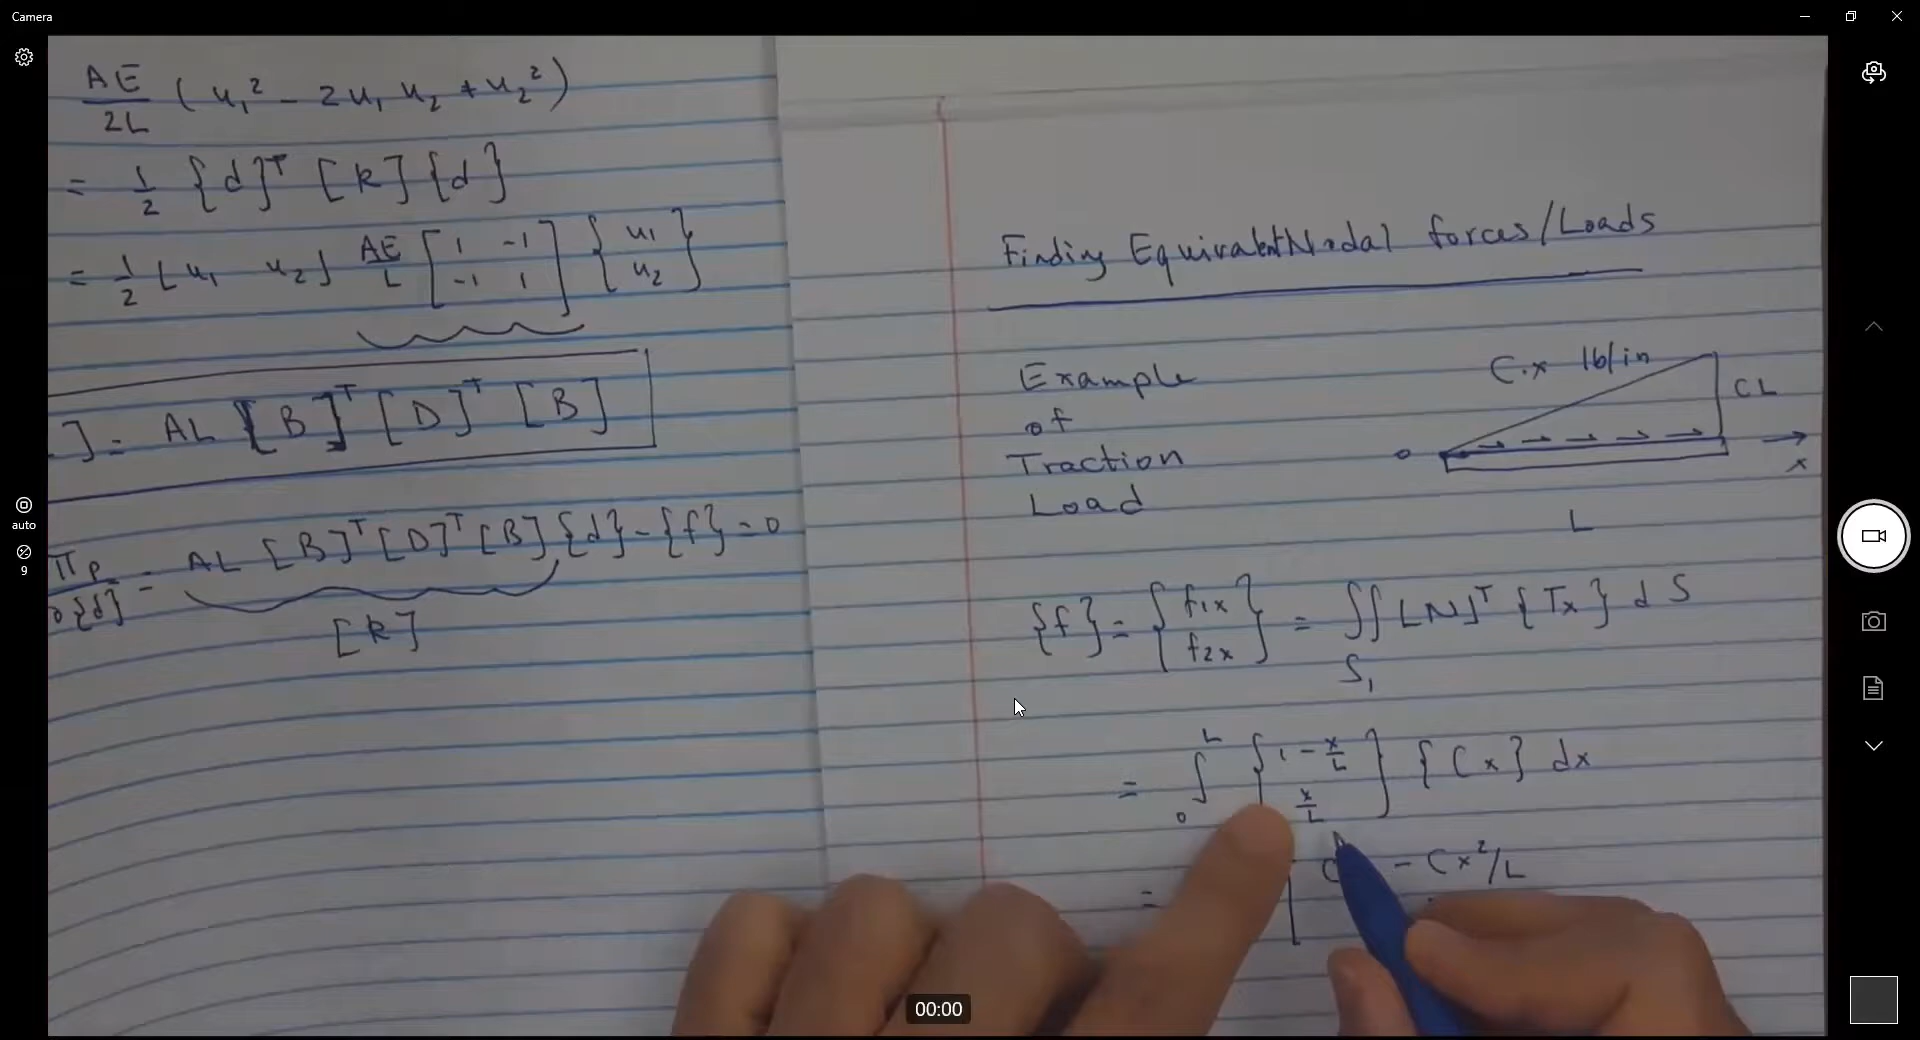 Camera
AE/2L (u₁² - 2u₁ u₂ + u₂²)
= 1/2 {d}ᵀ [k] {d}
= 1/2 ⌊u₁ u₂⌋ AE/L [1 -1; -1 1] {u₁; u₂}
] = AL [B]ᵀ [D]ᵀ [B]
πp/∂{d} = AL [B]ᵀ [D]ᵀ [B] {d} - {f} = 0
[k]
Finding Equivalent Nodal forces/Loads
Example
of
Traction
Load
C.x lb/in
CL
o
x
L
{f} = {f₁x; f₂x} = ∬ ⌊N⌋ᵀ {Tx} dS
S₁
= ∫₀ᴸ {1 - x/L; x/L} {Cx} dx
= - Cx²/L
auto
9
00:00